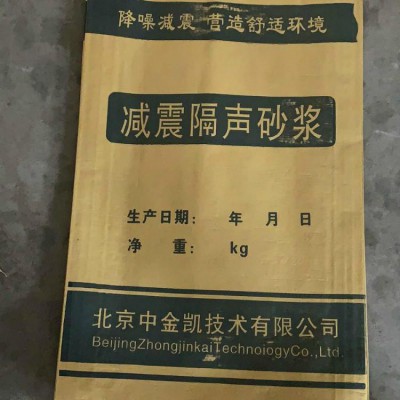 降噪减震 营造舒适环境
减震隔声砂浆
生产日期： 年 月 日
净 重： kg
北京中金凯技术有限公司
BeijingZhongjinkaiTechnoiogyCo.,Ltd.